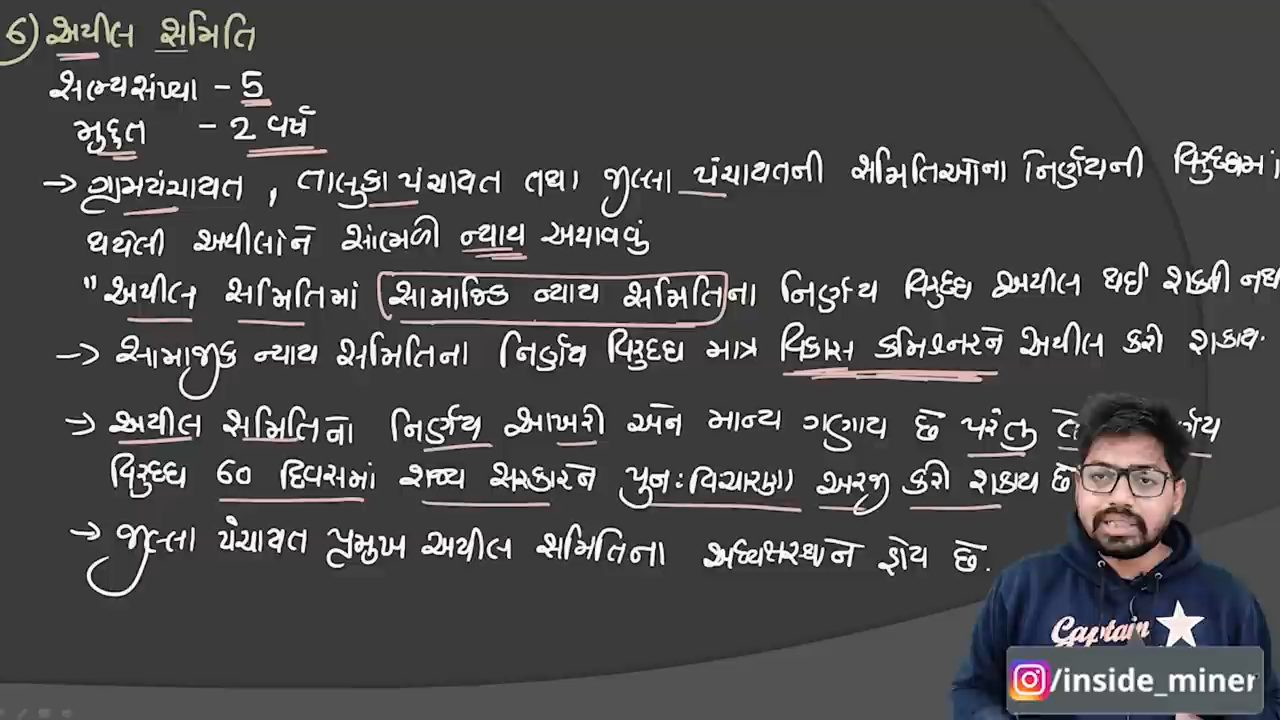 6) અપીલ સમિતિ
સભ્યસંખ્યા - 5
મુદ્દત - 2 વર્ષ
→ ગ્રામપંચાયત, તાલુકા પંચાયત તથા જીલ્લા પંચાયતની સમિતિઓના નિર્ણયની વિરુદ્ધમાં
થયેલી અપીલોને સાંભળી ન્યાય અપાવવું
"અપીલ સમિતિમાં સામાજિક ન્યાય સમિતિના નિર્ણય વિરુદ્ધ અપીલ થઈ શકતી
→ સામાજીક ન્યાય સમિતિના નિર્ણય વિરુદ્ધ માત્ર વિકાસ કમિશ્નરને અપીલ કરી શકાય.
→ અપીલ સમિતિનો નિર્ણય આખરી અને માન્ય ગણાય છે પરંતુ
વિરુદ્ધ 60 દિવસમાં રાજ્ય સરકારને પુનઃવિચારણા અરજી કરી શકાય છે
→ જીલ્લા પંચાયત પ્રમુખ અપીલ સમિતિના અધ્યક્ષસ્થાને હોય છે.
Captain
/inside_miner